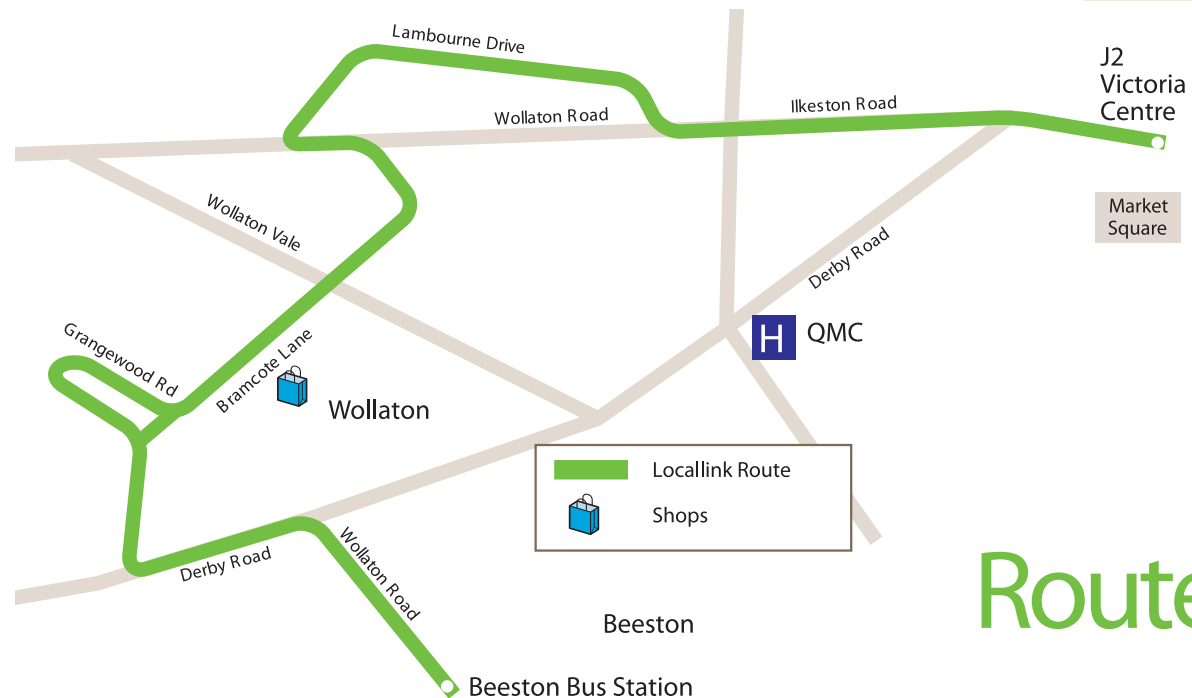 Lambourne Drive
J2
Victoria
Centre
Ilkeston Road
Wollaton Road
Market
Square
Wollaton Vale
Derby Road
H
QMC
Grangewood Rd
Bramcote Lane
Wollaton
Locallink Route
Shops
Derby Road
Wollaton Road
Route
Beeston
Beeston Bus Station